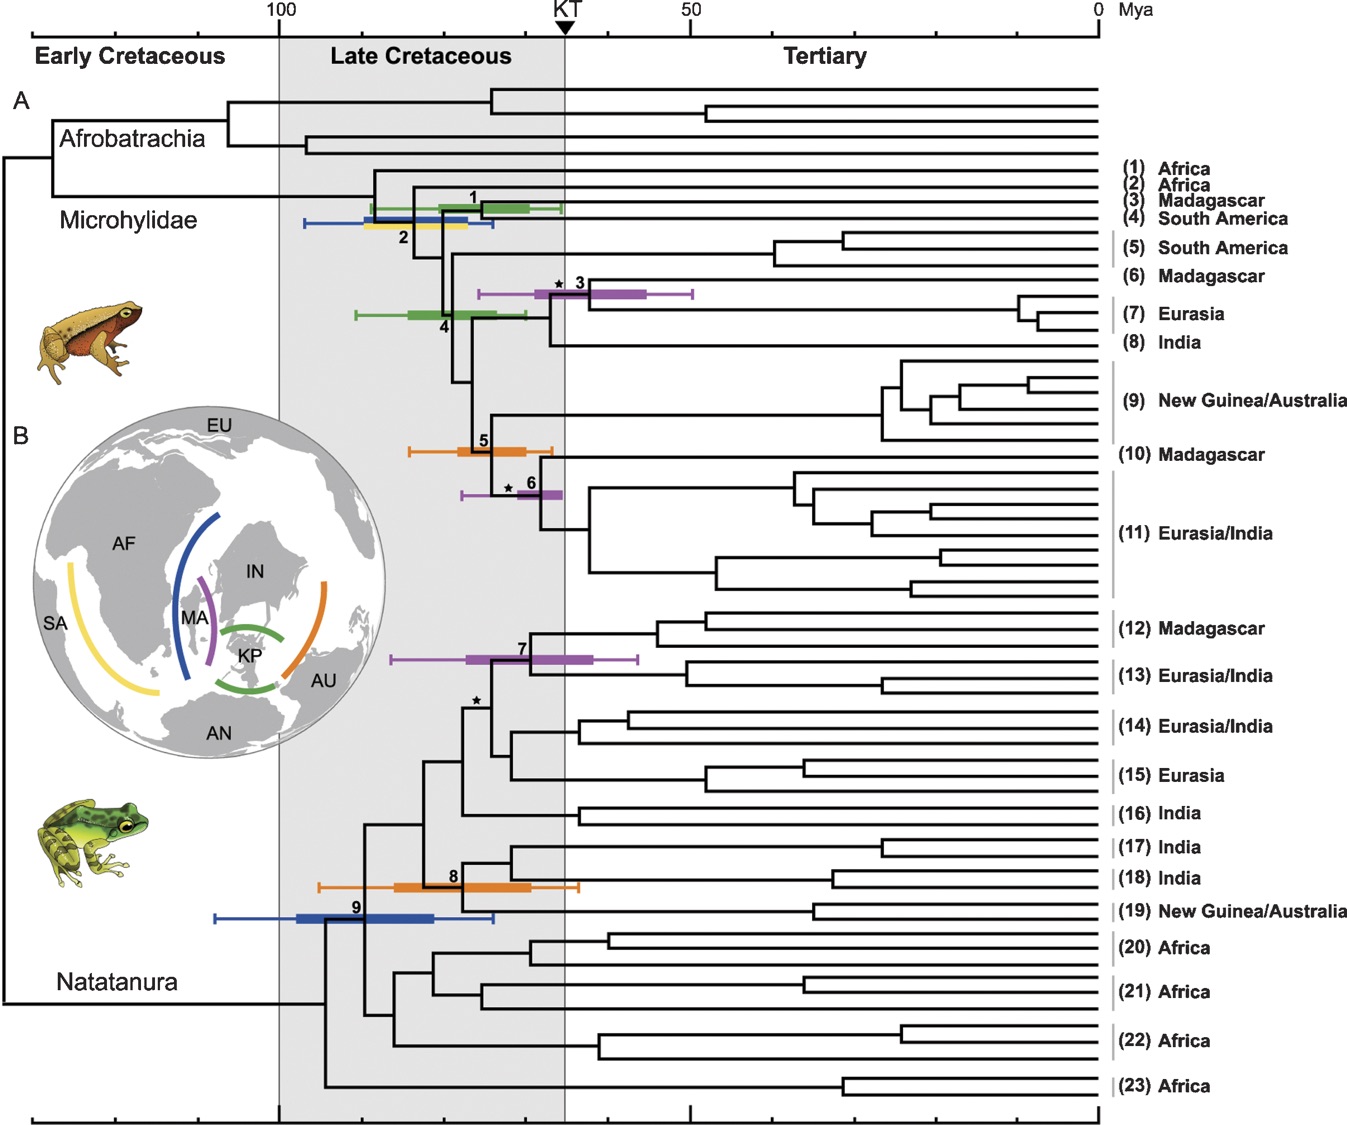 100 KT 50 0 Mya
Early Cretaceous Late Cretaceous Tertiary
A
Afrobatrachia
(1) Africa
(2) Africa
1 (3) Madagascar
Microhylidae (4) South America
2
(5) South America
(6) Madagascar
★ 3
(7) Eurasia
4
(8) India
(9) New Guinea/Australia
B EU
5
(10) Madagascar
★ 6
AF (11) Eurasia/India
IN
SA MA
(12) Madagascar
KP 7
AU (13) Eurasia/India
★
AN (14) Eurasia/India
(15) Eurasia
(16) India
(17) India
8 (18) India
9 (19) New Guinea/Australia
(20) Africa
Natatanura
(21) Africa
(22) Africa
(23) Africa